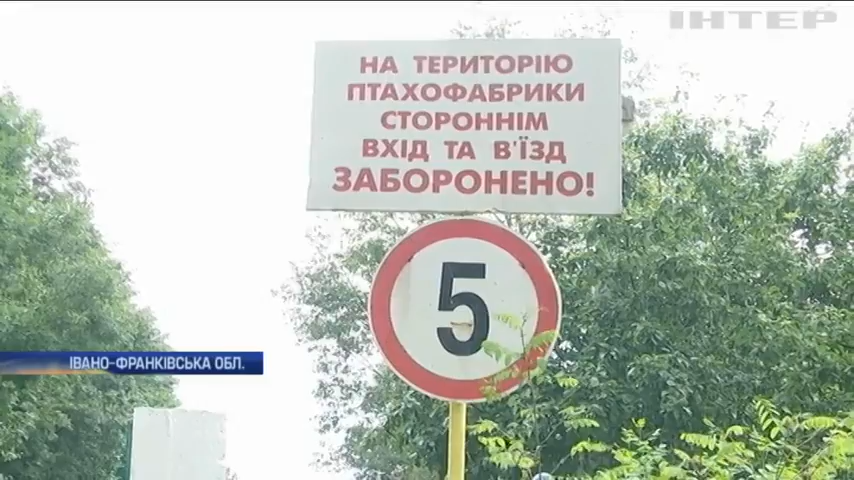 ІНТЕР
НА ТЕРИТОРІЮ
ПТАХОФАБРИКИ
СТОРОННІМ
ВХІД ТА В'ЇЗД
ЗАБОРОНЕНО!
5
ІВАНО-ФРАНКІВСЬКА ОБЛ.